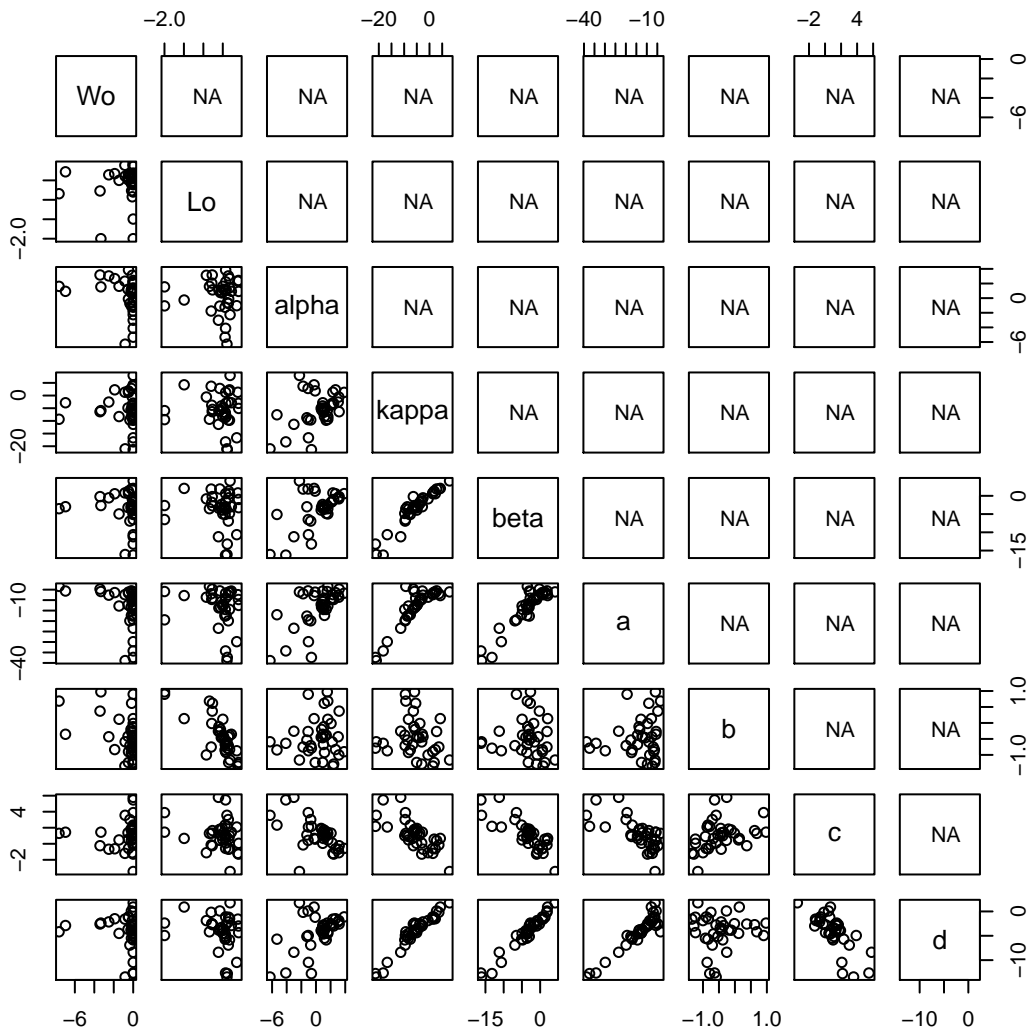 −2.0 −20 0 −40 −10 −2 4
Wo NA NA NA NA NA NA NA NA 0 −6
−2.0 Lo NA NA NA NA NA NA NA
alpha NA NA NA NA NA NA 0 −6
0 −20 kappa NA NA NA NA NA
beta NA NA NA NA 0 −15
−10 −40 a NA NA NA
b NA NA 1.0 −1.0
4 −2 c NA
d 0 −10
−6 0 −6 0 −15 0 −1.0 1.0 −10 0